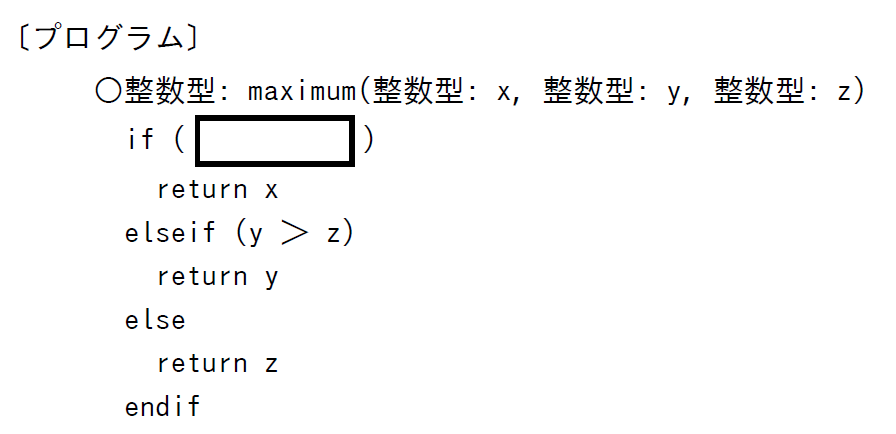 〔プログラム〕
○整数型: maximum(整数型: x, 整数型: y, 整数型: z)
if ( )
return x
elseif (y ＞ z)
return y
else
return z
endif